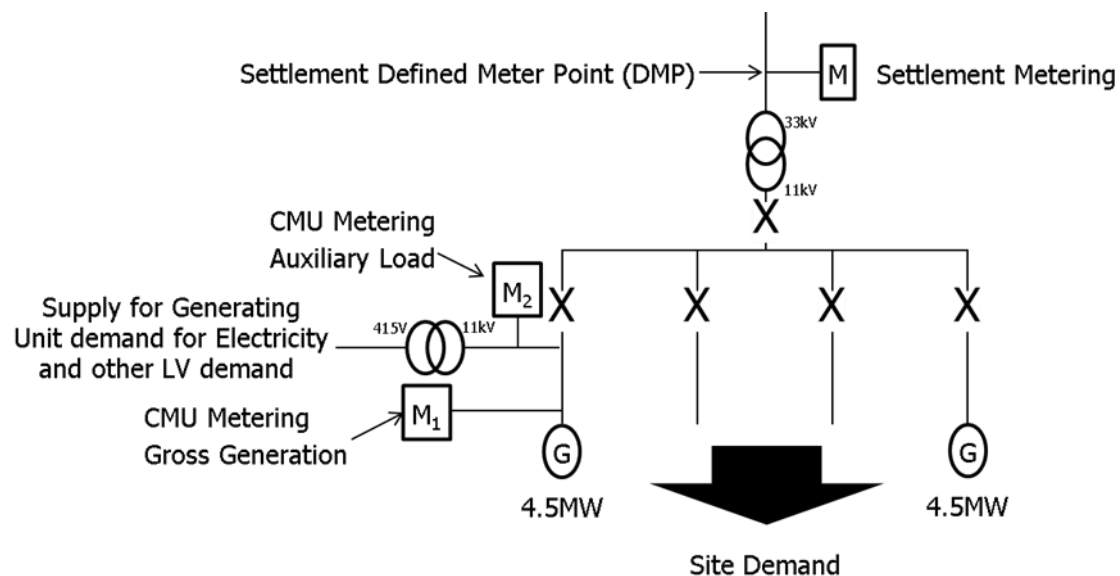 Settlement Defined Meter Point (DMP)
M
Settlement Metering
33kV
11kV
X
CMU Metering
Auxiliary Load
M2
X
X
X
X
Supply for Generating
Unit demand for Electricity
and other LV demand
415V
11kV
CMU Metering
Gross Generation
M1
G
4.5MW
G
4.5MW
Site Demand